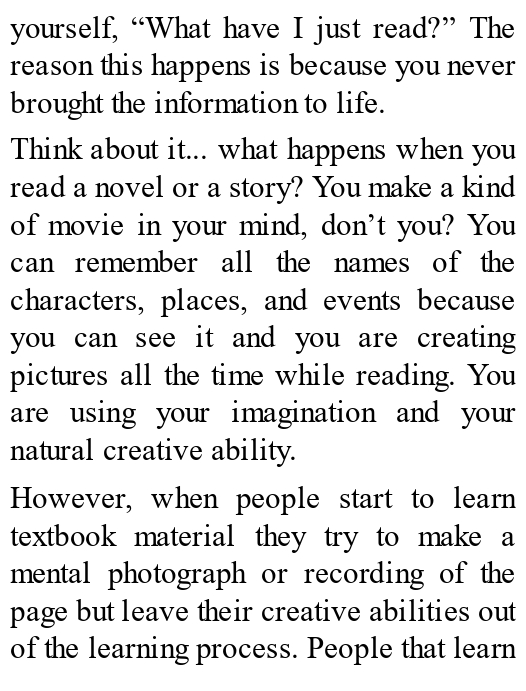 yourself, “What have I just read?” The
reason this happens is because you never
brought the information to life.
Think about it... what happens when you
read a novel or a story? You make a kind
of movie in your mind, don’t you? You
can remember all the names of the
characters, places, and events because
you can see it and you are creating
pictures all the time while reading. You
are using your imagination and your
natural creative ability.
However, when people start to learn
textbook material they try to make a
mental photograph or recording of the
page but leave their creative abilities out
of the learning process. People that learn